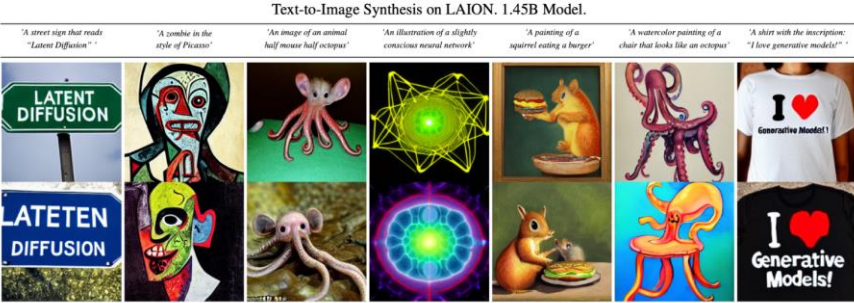 Text-to-Image Synthesis on LAION. 1.45B Model.
'A street sign that reads
"Latent Diffusion" '
'A zombie in the
style of Picasso'
'An image of an animal
half mouse half octopus'
'An illustration of a slightly
conscious neural network'
'A painting of a
squirrel eating a burger'
'A watercolor painting of a
chair that looks like an octopus'
'A shirt with the inscription:
"I love generative models!" '
LATENT
DIFFUSION
I ❤
Generative Models!
LATETEN
DIFFUSION
I ❤
Generative
Models!